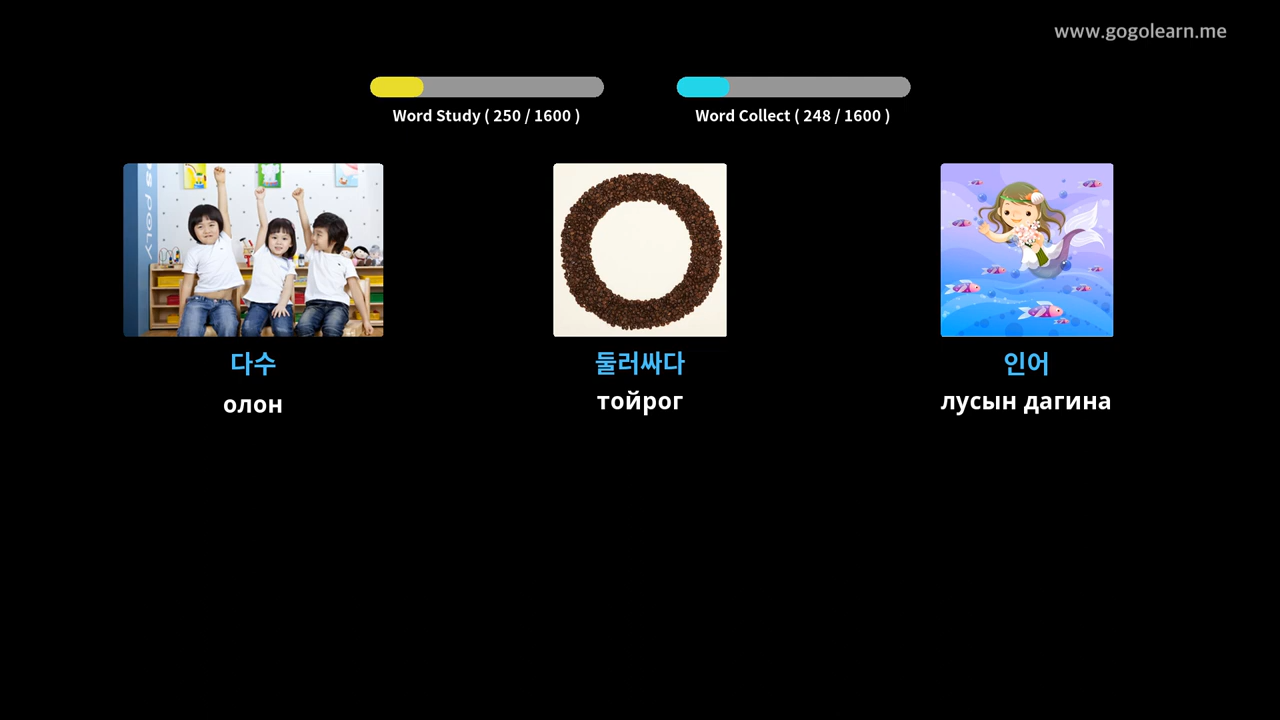 www.gogolearn.me
Word Study ( 250 / 1600 )
Word Collect ( 248 / 1600 )
POLY
다수
둘러싸다
인어
олон
тойрог
лусын дагина